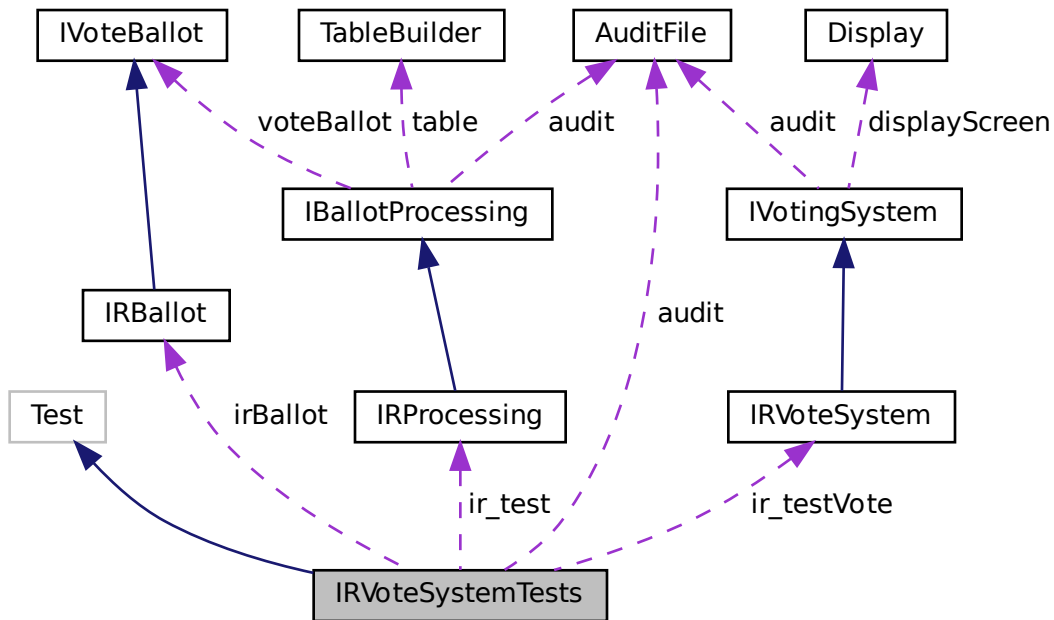 IVoteBallot
TableBuilder
AuditFile
Display
voteBallot
table
audit
audit
displayScreen
IBallotProcessing
IVotingSystem
IRBallot
audit
Test
irBallot
IRProcessing
IRVoteSystem
ir_test
ir_testVote
IRVoteSystemTests